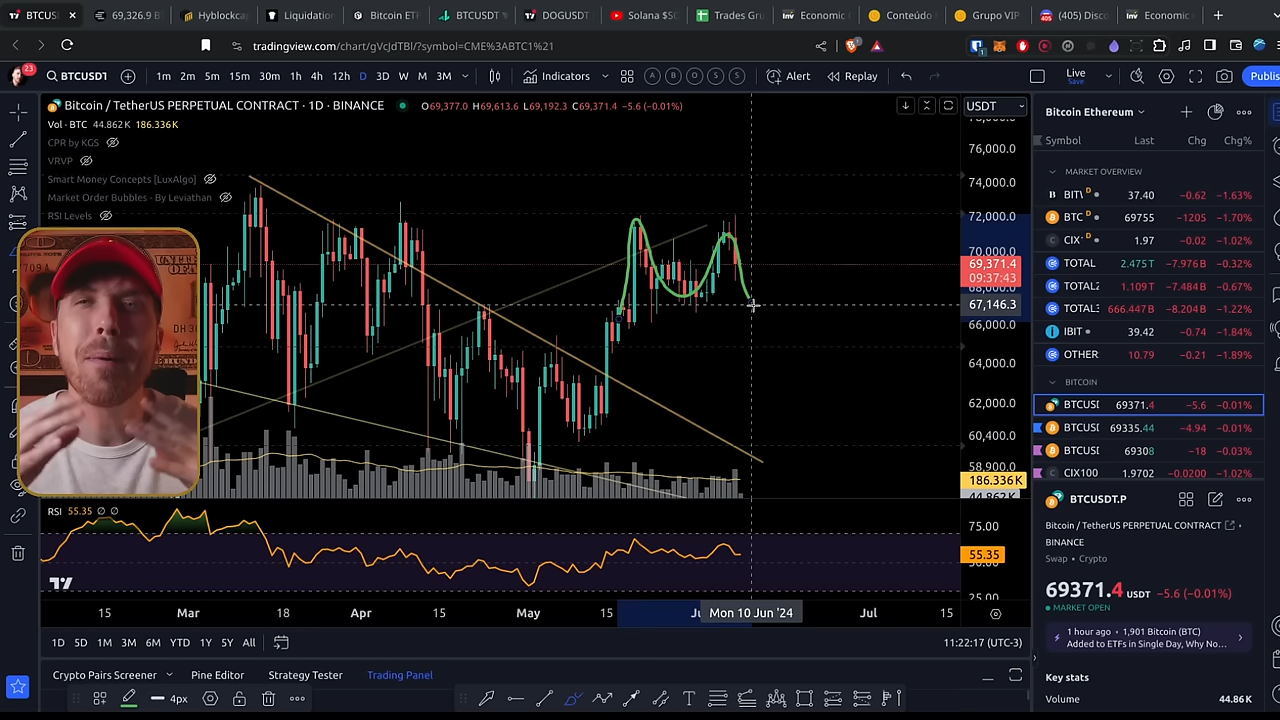 BTCUS 69,326.9 Hyblockca Liquidation Bitcoin ET BTCUSDT DOGUSDT Solana $S Trades Gru Economic Conteúdo Grupo VIP (405) Disc Economic
tradingview.com/chart/gVcJdTBl/?symbol=CME%3ABTC1%21
23 BTCUSD1 1m 2m 5m 15m 30m 1h 4h 12h D 3D W M 3M Indicators A B O S S Alert Replay Live Save Publis
Bitcoin / TetherUS PERPETUAL CONTRACT · 1D · BINANCE O69,377.0 H69,613.6 L69,192.3 C69,371.4 −5.6 (−0.01%) USDT
Vol · BTC 44.862K 186.336K
CPR by KGS
VRVP
Smart Money Concepts [LuxAlgo]
Market Order Bubbles - By Leviathan
RSI Levels
76,000.0
74,000.0
72,000.0
70,000.0
69,371.4
09:37:43
68,000.0
67,146.3
66,000.0
64,000.0
62,000.0
60,400.0
58,900.0
186.336K
44.862K
RSI 55.35
75.00
55.35
50.00
25.00
15 Mar 18 Apr 15 May 15 Mon 10 Jun '24 Jul 15
1D 5D 1M 3M 6M YTD 1Y 5Y All 11:22:17 (UTC-3)
Crypto Pairs Screener Pine Editor Strategy Tester Trading Panel
4px
Bitcoin Ethereum
Symbol Last Chg Chg%
MARKET OVERVIEW
BIT D 37.40 −0.62 −1.63%
BTC D 69755 −1205 −1.70%
CIX D 1.97 −0.02 −1.02%
TOTAL 2.475T −7.976B −0.32%
TOTAL 1.109T −7.484B −0.67%
TOTAL 666.447B −8.204B −1.22%
IBIT 39.42 −0.74 −1.84%
OTHER 10.79 −0.21 −1.89%
BITCOIN
BTCUSI 69371.4 −5.6 −0.01%
BTCUSI 69335.44 −4.94 −0.01%
BTCUSI 69308 −18 −0.03%
CIX100 1.9702 −0.0200 −1.02%
BTCUSDT.P
Bitcoin / TetherUS PERPETUAL CONTRACT ·
BINANCE
Swap · Crypto
69371.4 USDT −5.6 (−0.01%)
MARKET OPEN
1 hour ago · 1,901 Bitcoin (BTC)
Added to ETFs in Single Day, Why No...
Key stats
Volume 44.86K